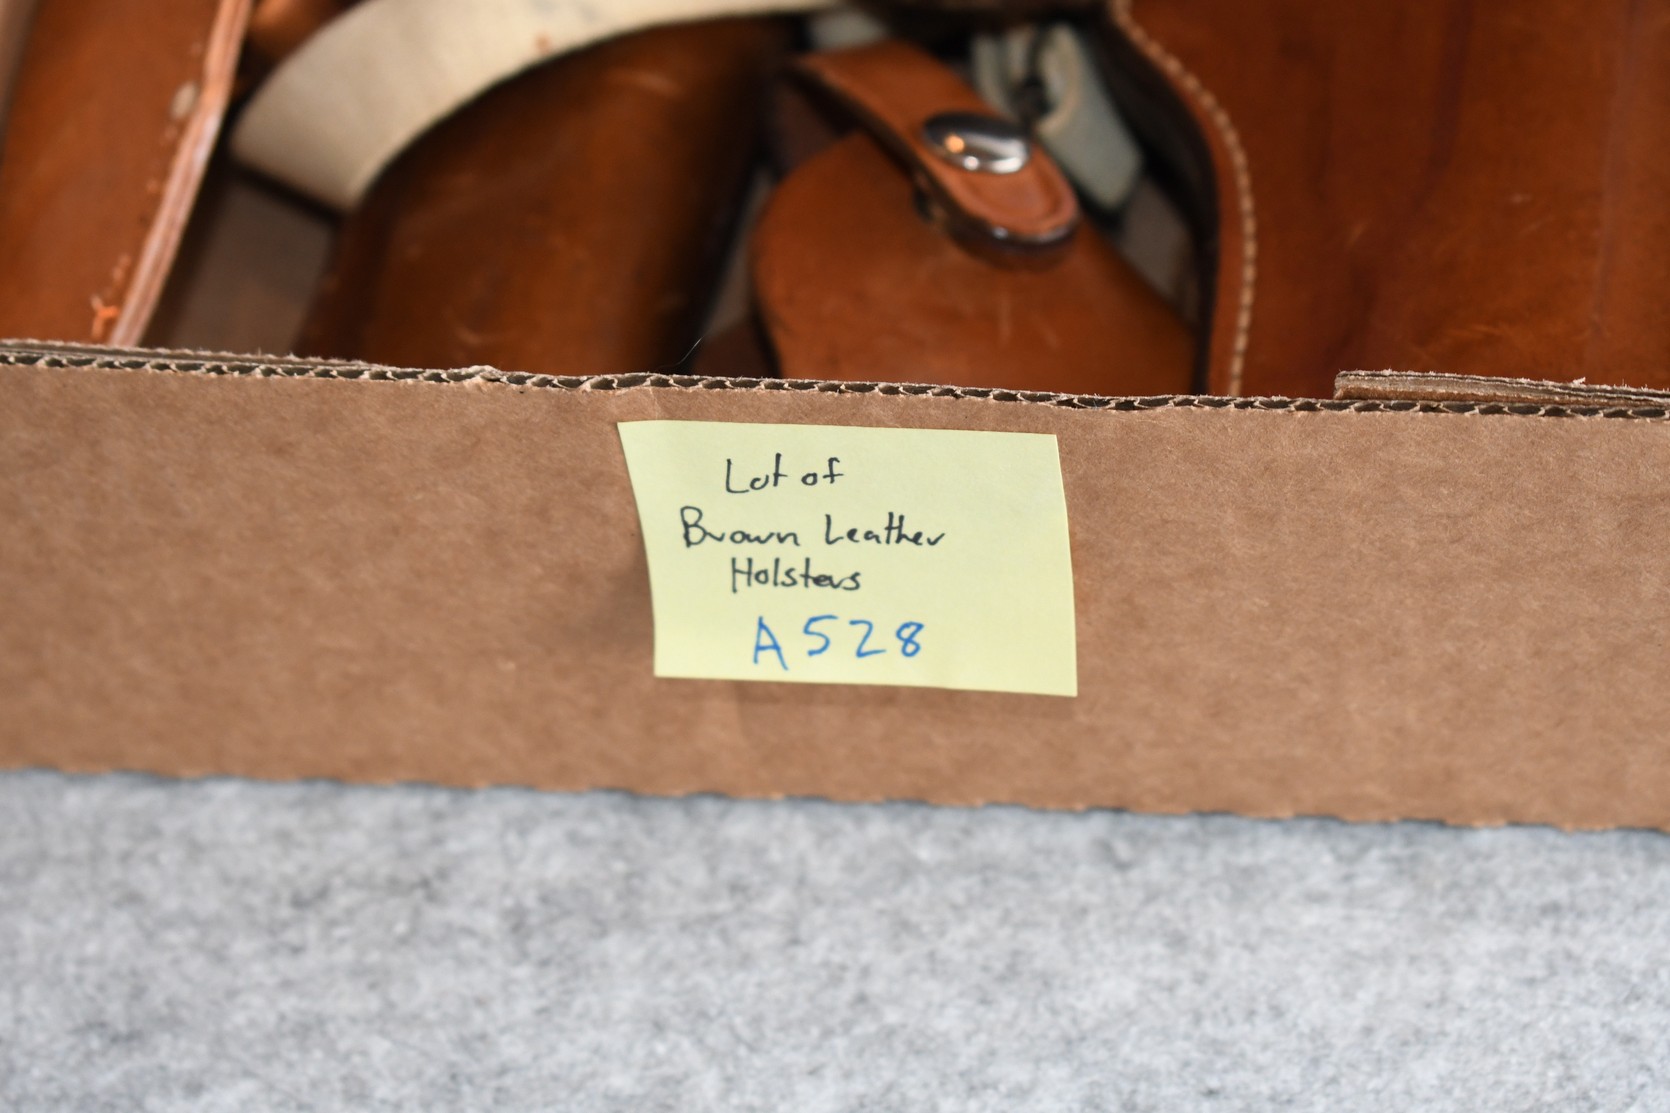 Lot of
Brown Leather
Holsters
A528